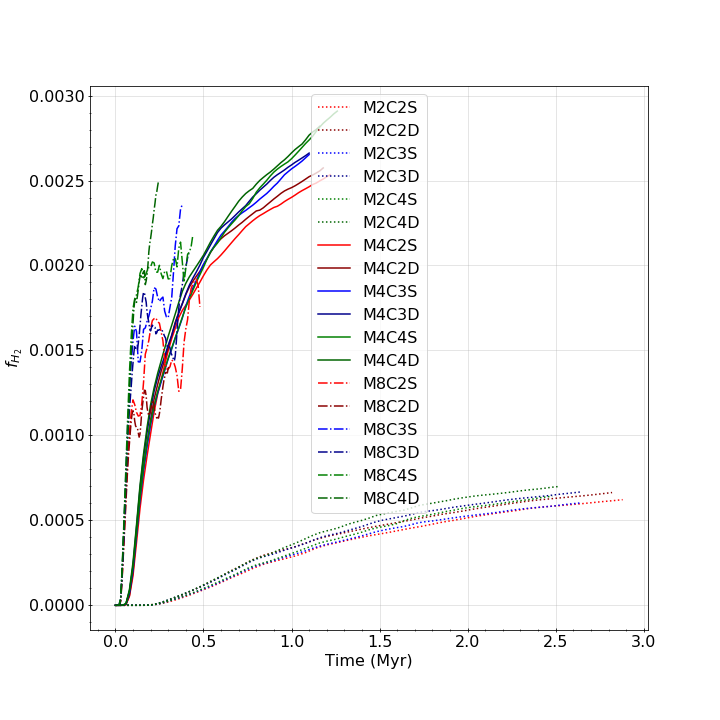 0.0030
0.0025
0.0020
0.0015
0.0010
0.0005
0.0000
f_{H_2}
M2C2S
M2C2D
M2C3S
M2C3D
M2C4S
M2C4D
M4C2S
M4C2D
M4C3S
M4C3D
M4C4S
M4C4D
M8C2S
M8C2D
M8C3S
M8C3D
M8C4S
M8C4D
0.0 0.5 1.0 1.5 2.0 2.5 3.0
Time (Myr)